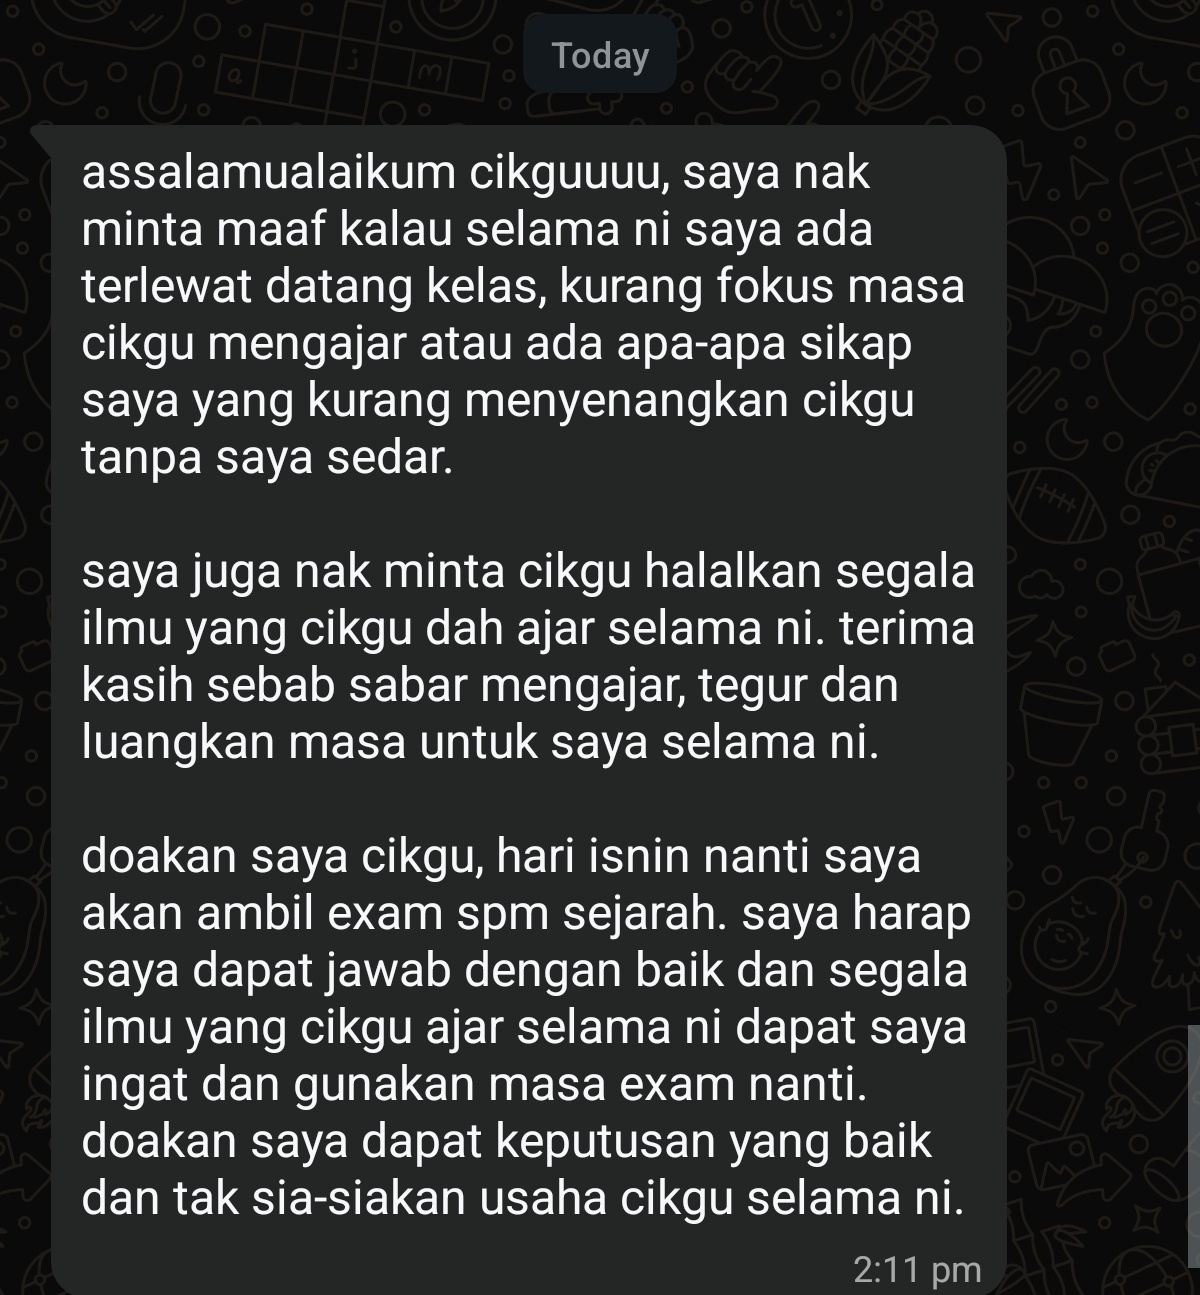 Today
assalamualaikum cikguuuu, saya nak
minta maaf kalau selama ni saya ada
terlewat datang kelas, kurang fokus masa
cikgu mengajar atau ada apa-apa sikap
saya yang kurang menyenangkan cikgu
tanpa saya sedar.
saya juga nak minta cikgu halalkan segala
ilmu yang cikgu dah ajar selama ni. terima
kasih sebab sabar mengajar, tegur dan
luangkan masa untuk saya selama ni.
doakan saya cikgu, hari isnin nanti saya
akan ambil exam spm sejarah. saya harap
saya dapat jawab dengan baik dan segala
ilmu yang cikgu ajar selama ni dapat saya
ingat dan gunakan masa exam nanti.
doakan saya dapat keputusan yang baik
dan tak sia-siakan usaha cikgu selama ni.
2:11 pm